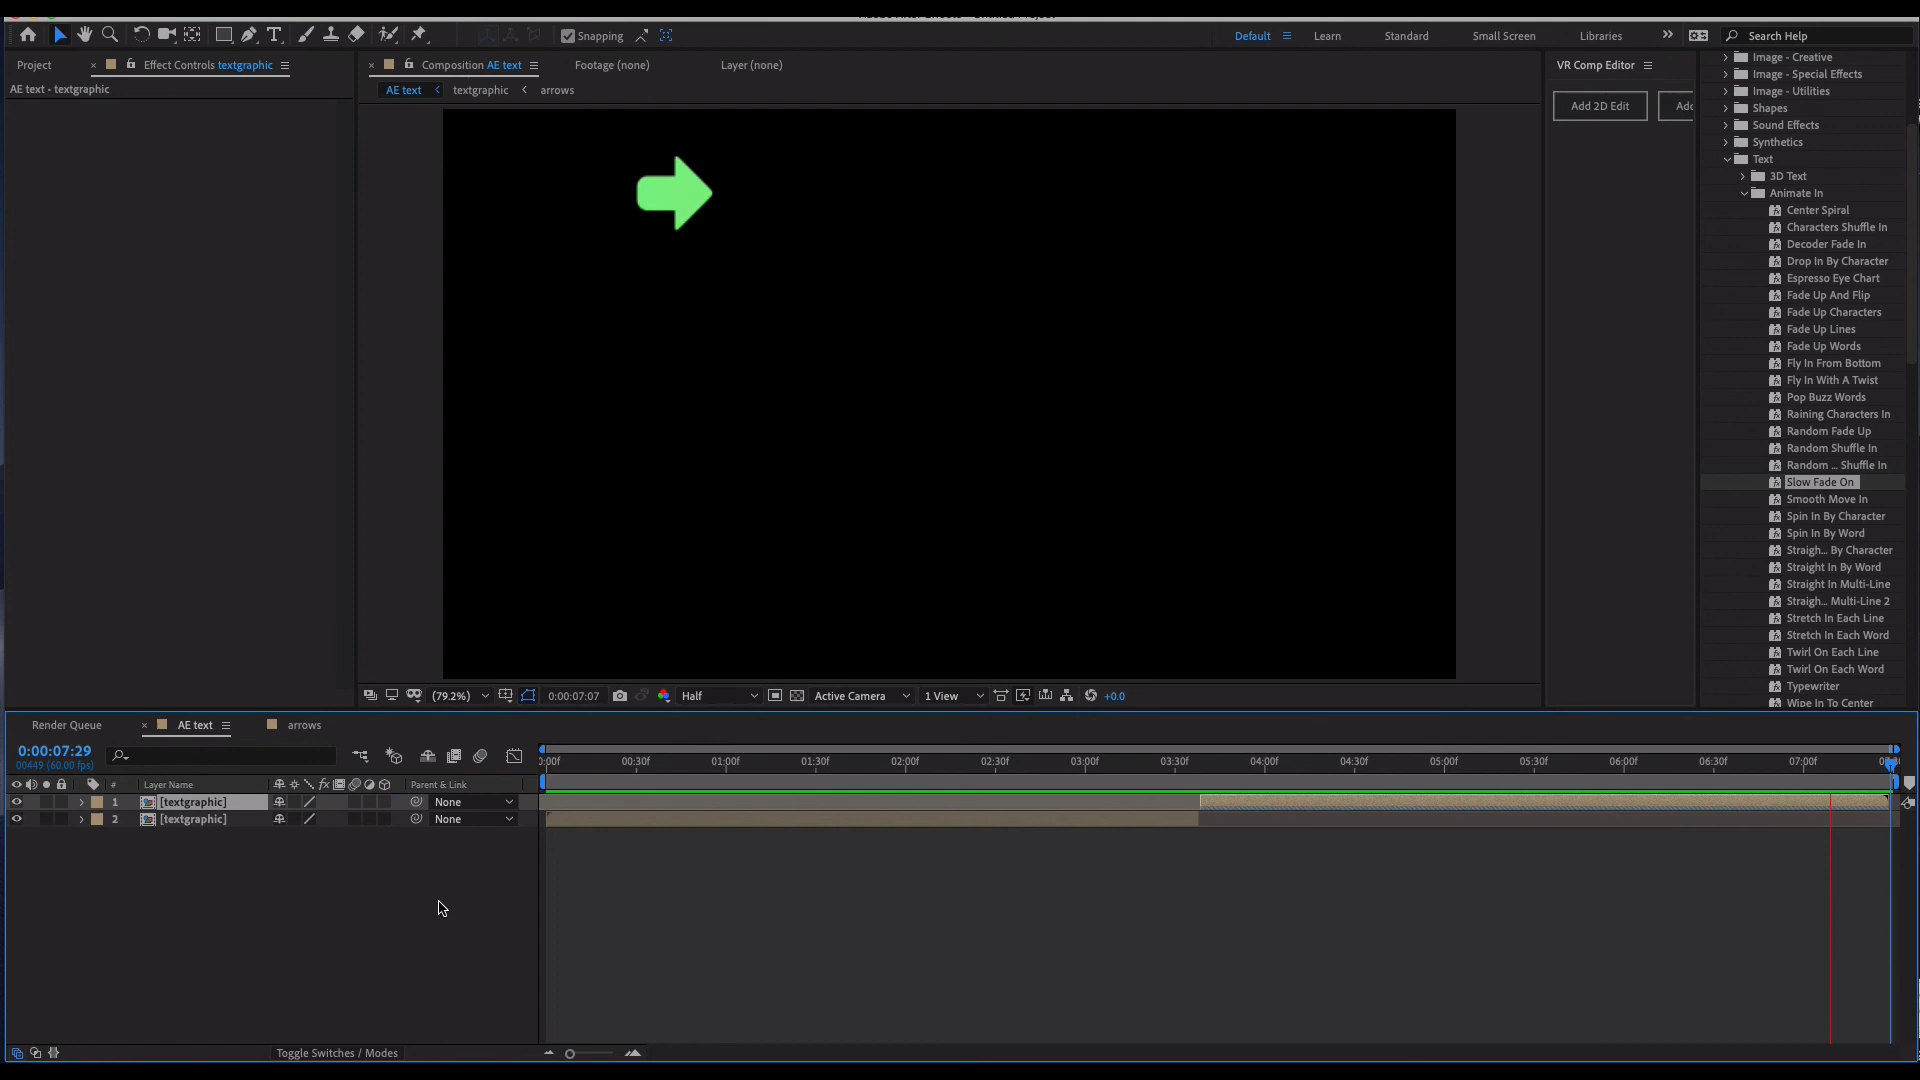 Snapping
Default
Learn
Standard
Small Screen
Libraries
Search Help
Project
Effect Controls textgraphic
Composition AE text
Footage (none)
Layer (none)
VR Comp Editor
AE text • textgraphic
AE text
textgraphic
arrows
Add 2D Edit
Adc
Image - Creative
Image - Special Effects
Image - Utilities
Shapes
Sound Effects
Synthetics
Text
3D Text
Animate In
Center Spiral
Characters Shuffle In
Decoder Fade In
Drop In By Character
Espresso Eye Chart
Fade Up And Flip
Fade Up Characters
Fade Up Lines
Fade Up Words
Fly In From Bottom
Fly In With A Twist
Pop Buzz Words
Raining Characters In
Random Fade Up
Random Shuffle In
Random ... Shuffle In
Slow Fade On
Smooth Move In
Spin In By Character
Spin In By Word
Straigh... By Character
Straight In By Word
Straight In Multi-Line
Straigh... Multi-Line 2
Stretch In Each Line
Stretch In Each Word
Twirl On Each Line
Twirl On Each Word
Typewriter
Wipe In To Center
(79.2%)
0:00:07:07
Half
Active Camera
1 View
+0.0
Render Queue
AE text
arrows
0:00:07:29
00449 (60.00 fps)
0:00f
00:30f
01:00f
01:30f
02:00f
02:30f
03:00f
03:30f
04:00f
04:30f
05:00f
05:30f
06:00f
06:30f
07:00f
#
Layer Name
Parent & Link
1
[textgraphic]
None
2
[textgraphic]
None
Toggle Switches / Modes